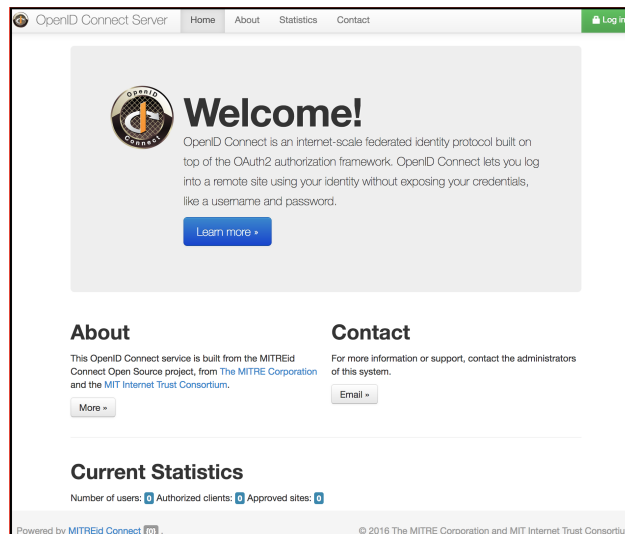 OpenID Connect Server Home About Statistics Contact Log in
OpenID
Connect
Welcome!
OpenID Connect is an internet-scale federated identity protocol built on
top of the OAuth2 authorization framework. OpenID Connect lets you log
into a remote site using your identity without exposing your credentials,
like a username and password.
Learn more »
About
This OpenID Connect service is built from the MITREid
Connect Open Source project, from The MITRE Corporation
and the MIT Internet Trust Consortium.
More »
Contact
For more information or support, contact the administrators
of this system.
Email »
Current Statistics
Number of users: 0 Authorized clients: 0 Approved sites: 0
Powered by MITREid Connect .
© 2016 The MITRE Corporation and MIT Internet Trust